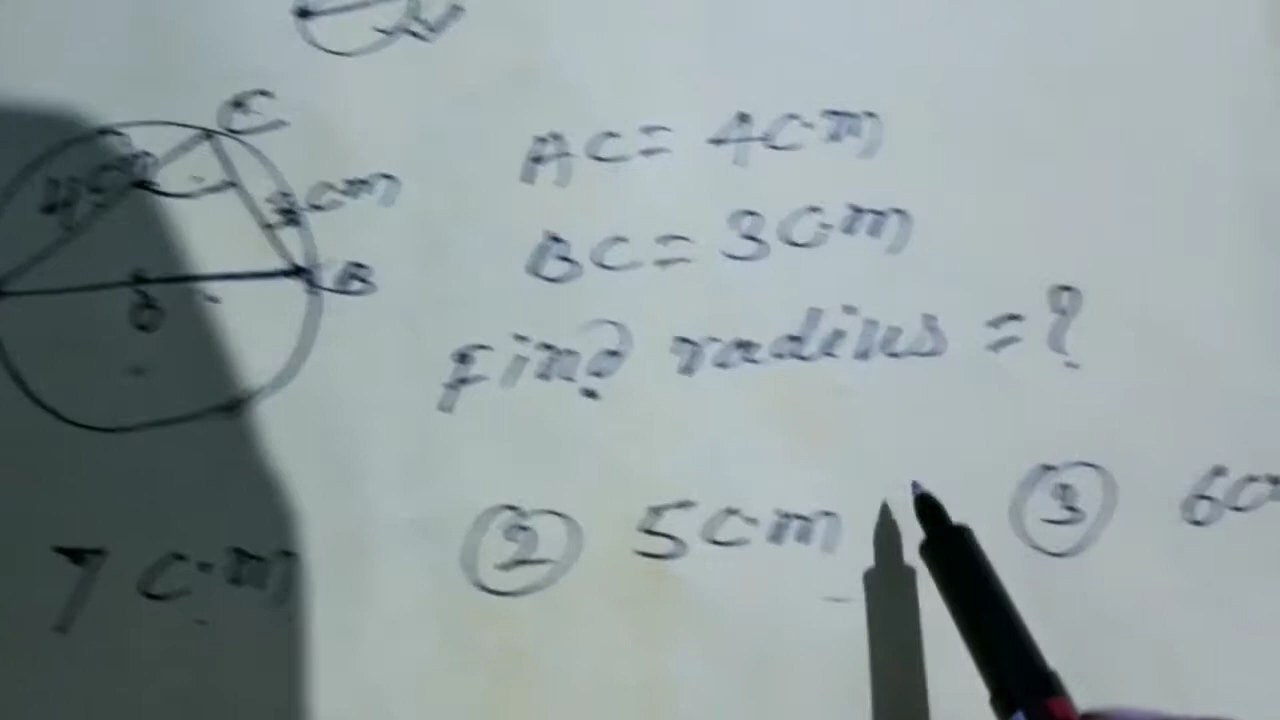 C
4cm
3cm
B
O
AC = 4cm
BC = 3cm
Find radius = ?
7 c.m
② 5cm
③ 6c